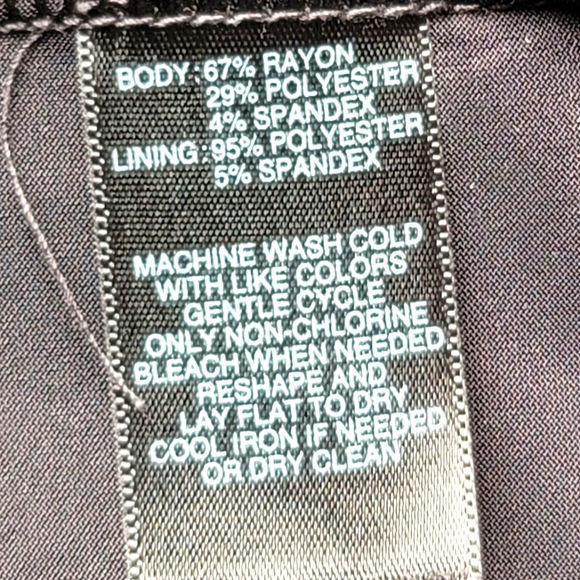 BODY: 67% RAYON
29% POLYESTER
4% SPANDEX
LINING: 95% POLYESTER
5% SPANDEX
MACHINE WASH COLD
WITH LIKE COLORS
GENTLE CYCLE
ONLY NON-CHLORINE
BLEACH WHEN NEEDED
RESHAPE AND
LAY FLAT TO DRY
COOL IRON IF NEEDED
OR DRY CLEAN